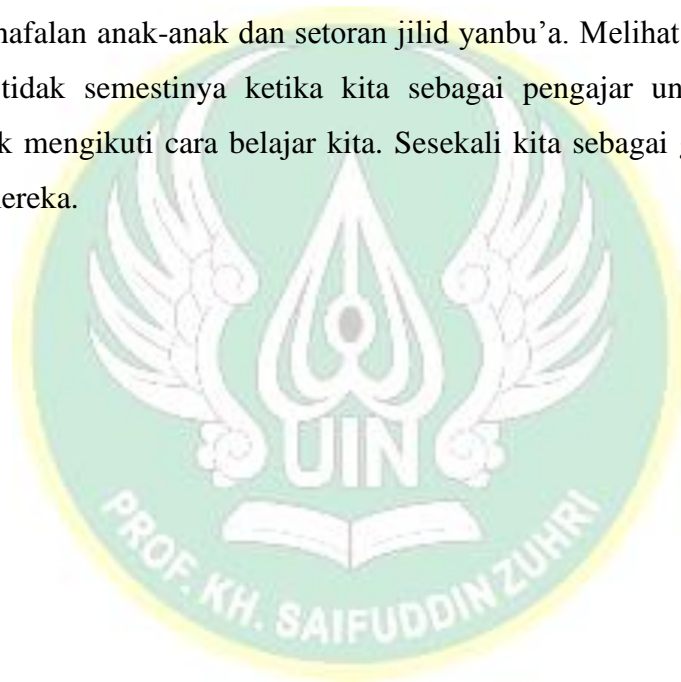 hafalan anak-anak dan setoran jilid yanbu’a. Melihat
tidak semestinya ketika kita sebagai pengajar un
k mengikuti cara belajar kita. Sesekali kita sebagai
mereka.
UIN
PROF. KH. SAIFUDDIN ZUHRI